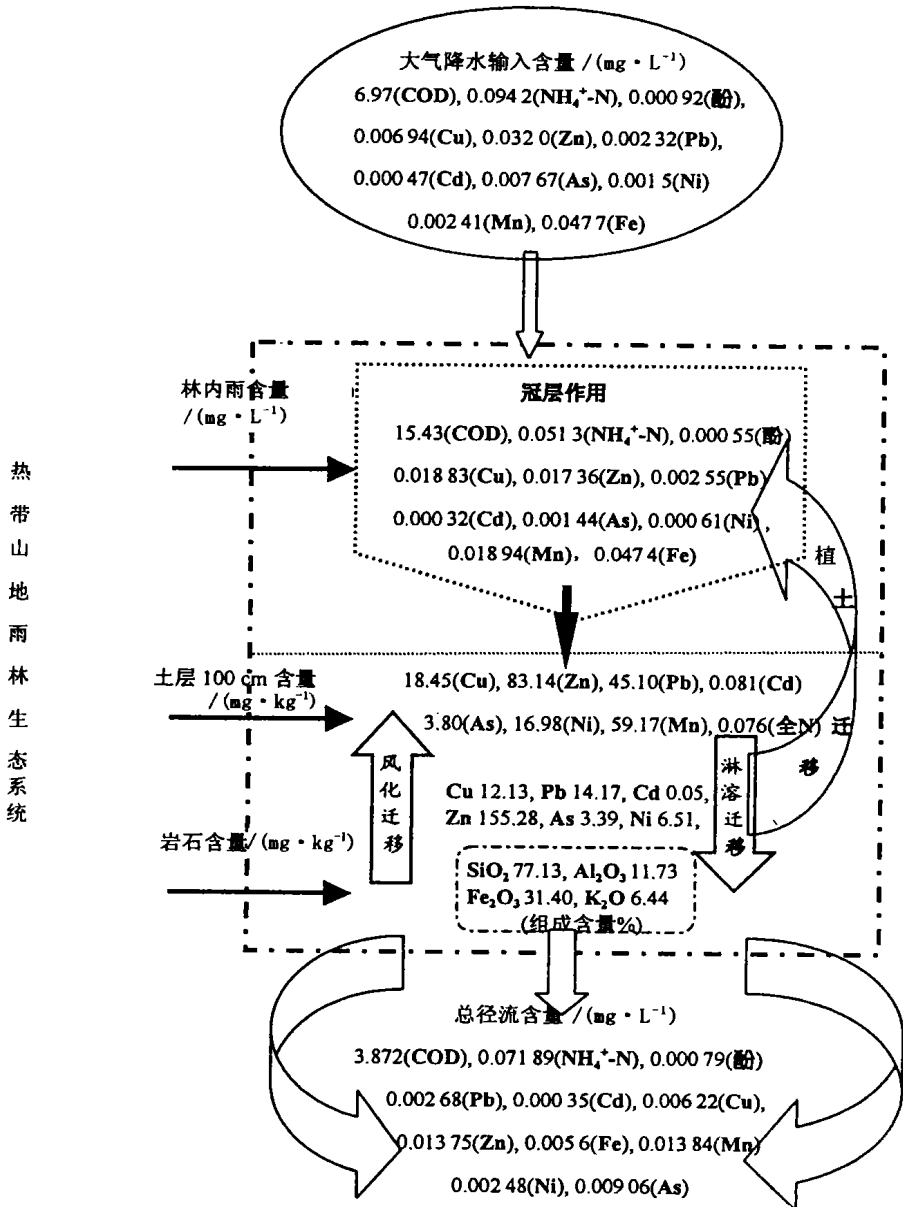 大气降水输入含量 /(mg · L⁻¹)
6.97(COD), 0.094 2(NH₄⁺-N), 0.000 92(酚),
0.006 94(Cu), 0.032 0(Zn), 0.002 32(Pb),
0.000 47(Cd), 0.007 67(As), 0.001 5(Ni)
0.002 41(Mn), 0.047 7(Fe)
热带山地雨林生态系统
林内雨含量
/(mg · L⁻¹)
冠层作用
15.43(COD), 0.051 3(NH₄⁺-N), 0.000 55(酚)
0.018 83(Cu), 0.017 36(Zn), 0.002 55(Pb)
0.000 32(Cd), 0.001 44(As), 0.000 61(Ni),
0.018 94(Mn), 0.047 4(Fe)
植土迁移
土层 100 cm 含量
/(mg · kg⁻¹)
18.45(Cu), 83.14(Zn), 45.10(Pb), 0.081(Cd)
3.80(As), 16.98(Ni), 59.17(Mn), 0.076(全N)
风化迁移
淋溶迁移
Cu 12.13, Pb 14.17, Cd 0.05,
Zn 155.28, As 3.39, Ni 6.51,
岩石含量/(mg · kg⁻¹)
SiO₂ 77.13, Al₂O₃ 11.73
Fe₂O₃ 31.40, K₂O 6.44
(组成含量%)
总径流含量 /(mg · L⁻¹)
3.872(COD), 0.071 89(NH₄⁺-N), 0.000 79(酚)
0.002 68(Pb), 0.000 35(Cd), 0.006 22(Cu),
0.013 75(Zn), 0.005 6(Fe), 0.013 84(Mn)
0.002 48(Ni), 0.009 06(As)